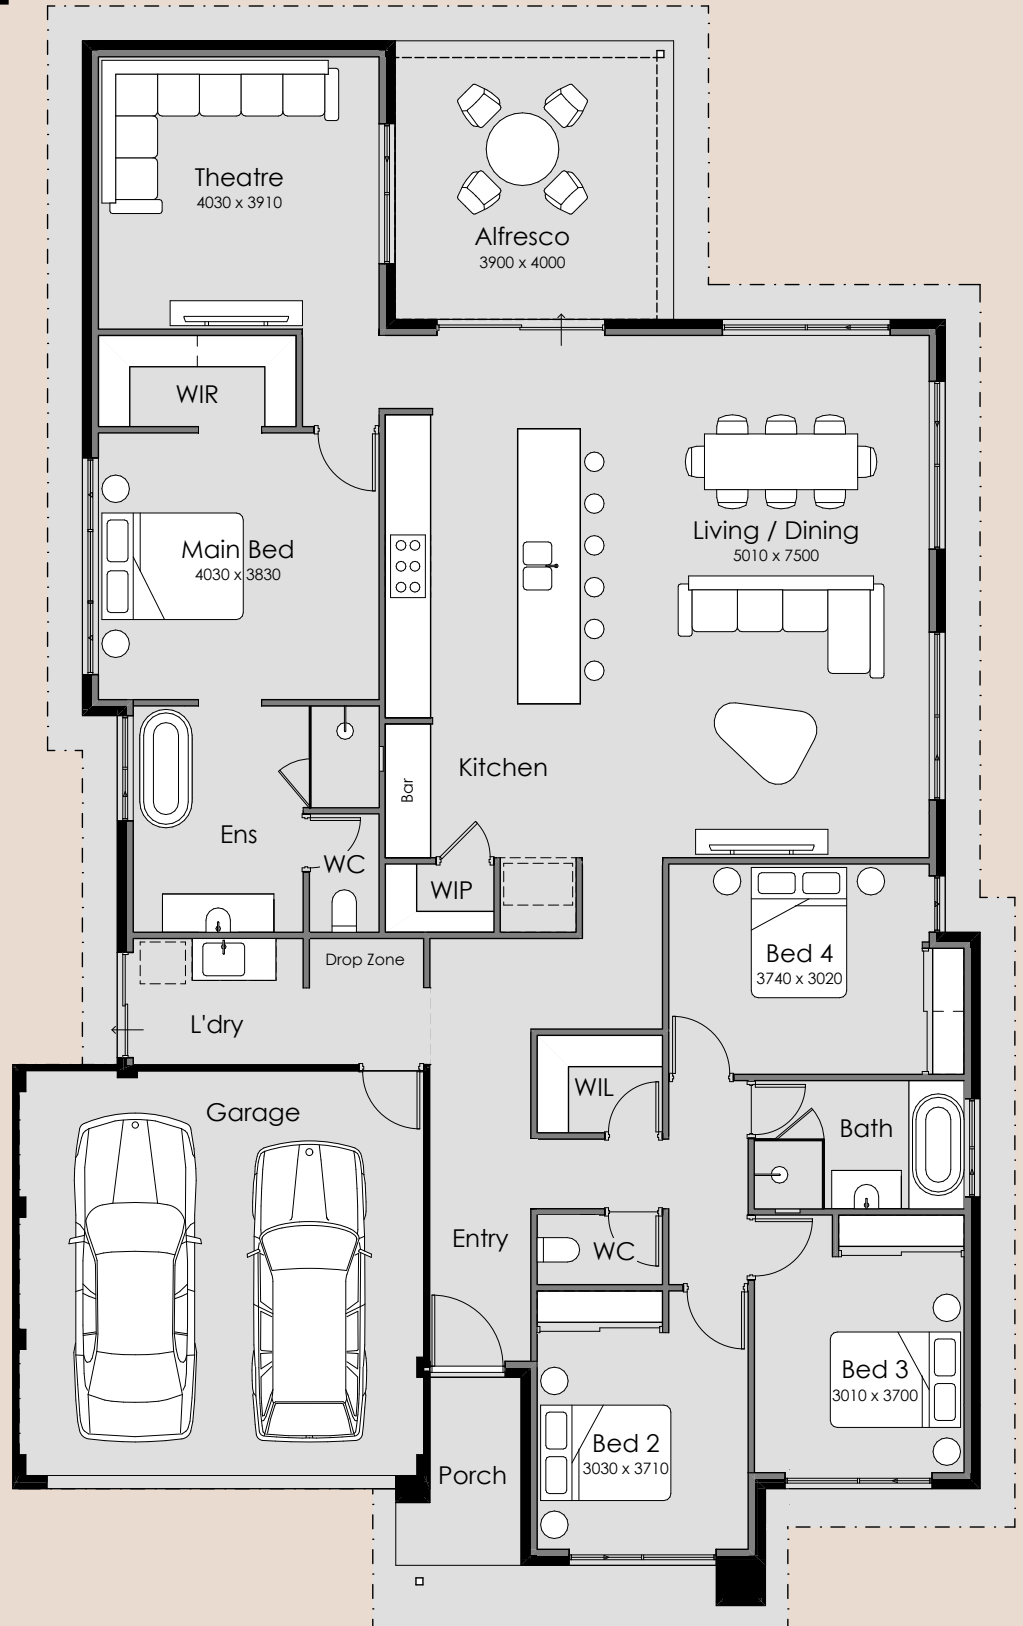 Theatre
4030 x 3910
Alfresco
3900 x 4000
WIR
Main Bed
4030 x 3830
Living / Dining
5010 x 7500
Kitchen
Bar
Ens
WC
WIP
Drop Zone
L'dry
Bed 4
3740 x 3020
WIL
Garage
Bath
Entry
WC
Bed 3
3010 x 3700
Bed 2
3030 x 3710
Porch